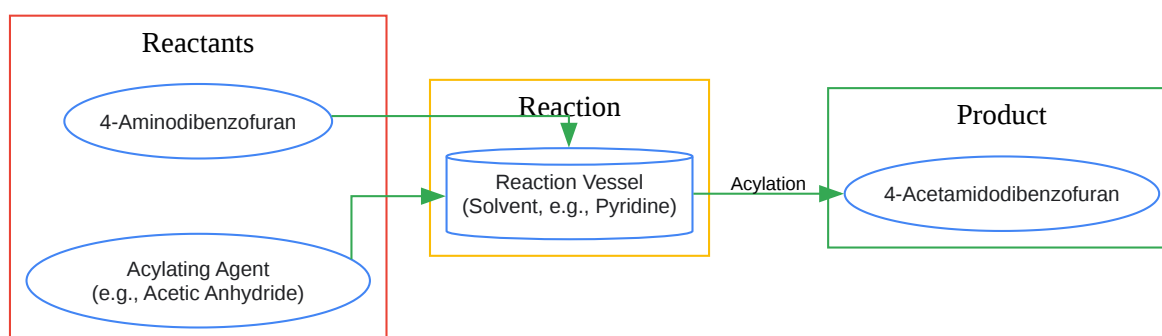 Reactants
4-Aminodibenzofuran
Acylating Agent
(e.g., Acetic Anhydride)
Reaction
Reaction Vessel
(Solvent, e.g., Pyridine)
Acylation
Product
4-Acetamidodibenzofuran